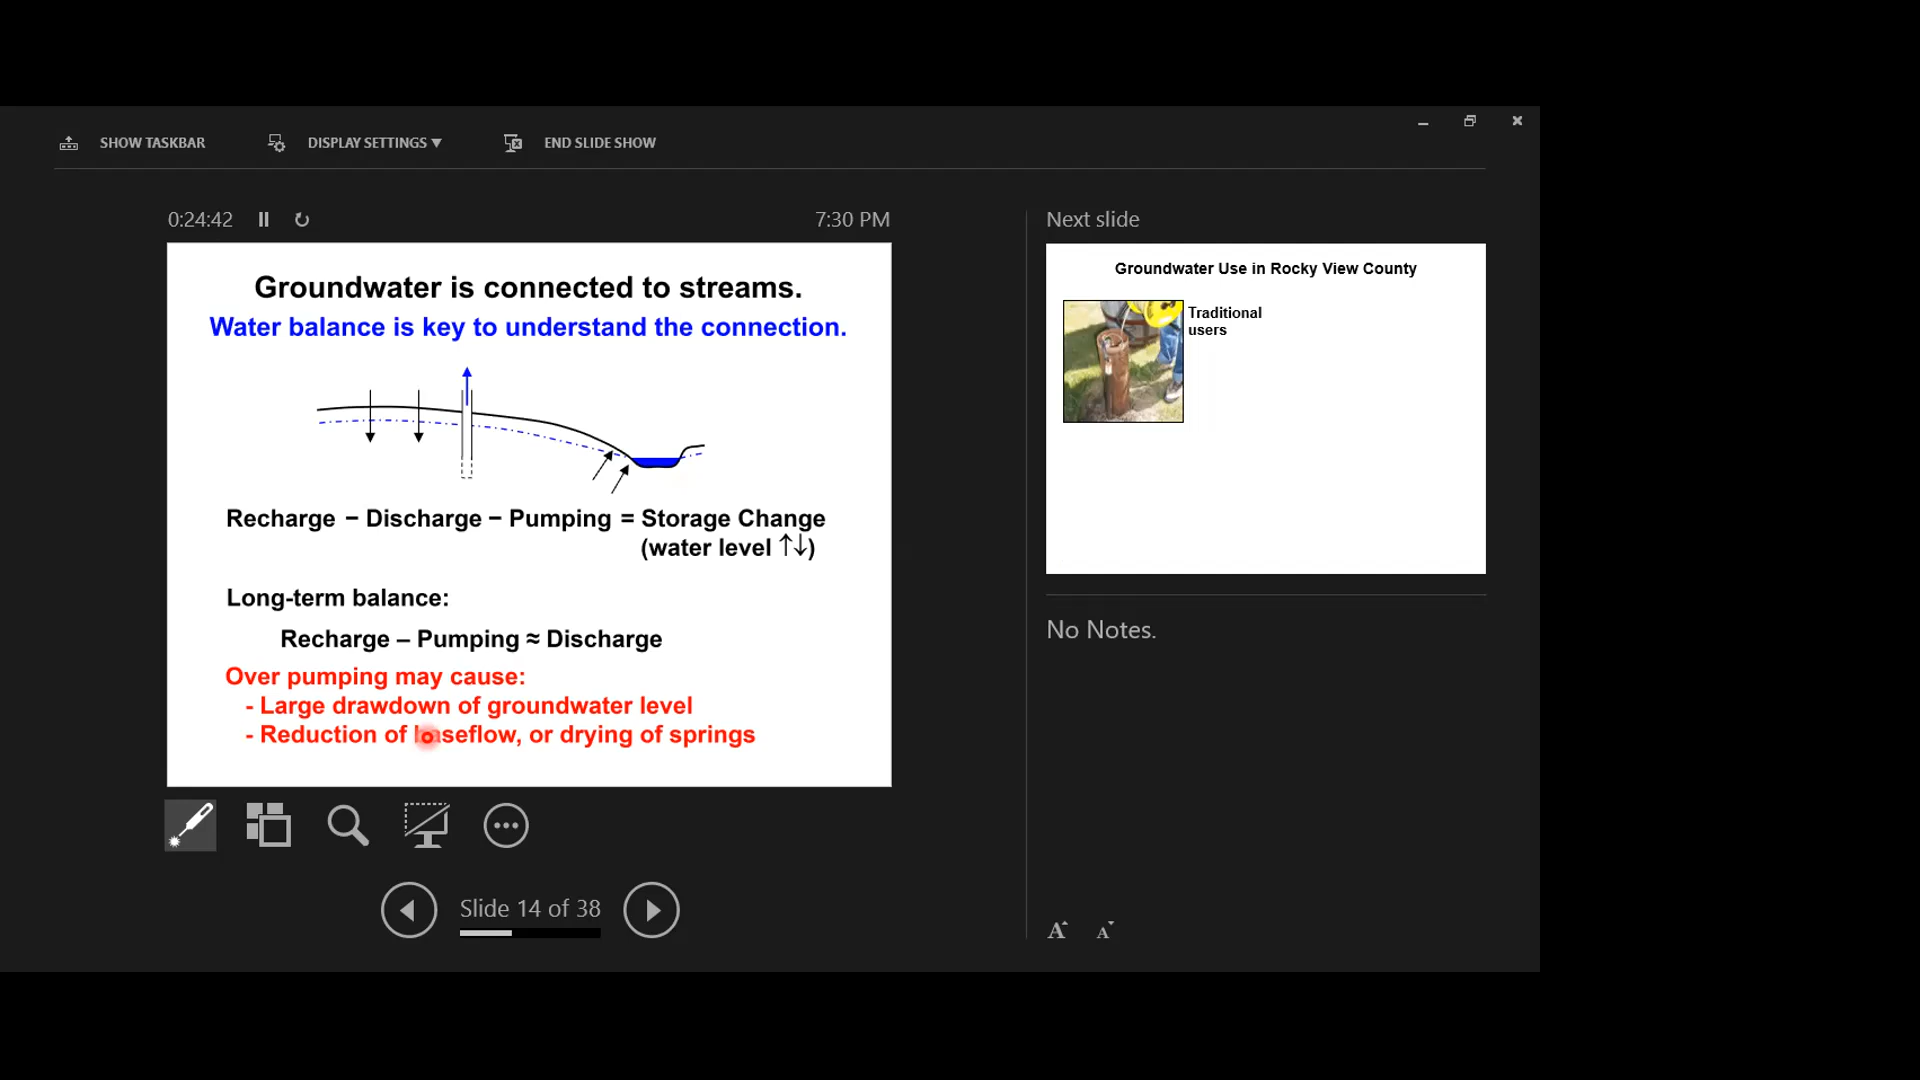 SHOW TASKBAR
DISPLAY SETTINGS ▼
END SLIDE SHOW
0:24:42
7:30 PM
Groundwater is connected to streams.
Water balance is key to understand the connection.
Recharge − Discharge − Pumping = Storage Change
(water level ↑↓)
Long-term balance:
Recharge – Pumping ≈ Discharge
Over pumping may cause:
- Large drawdown of groundwater level
- Reduction of baseflow, or drying of springs
Slide 14 of 38
Next slide
Groundwater Use in Rocky View County
Traditional
users
No Notes.
A A